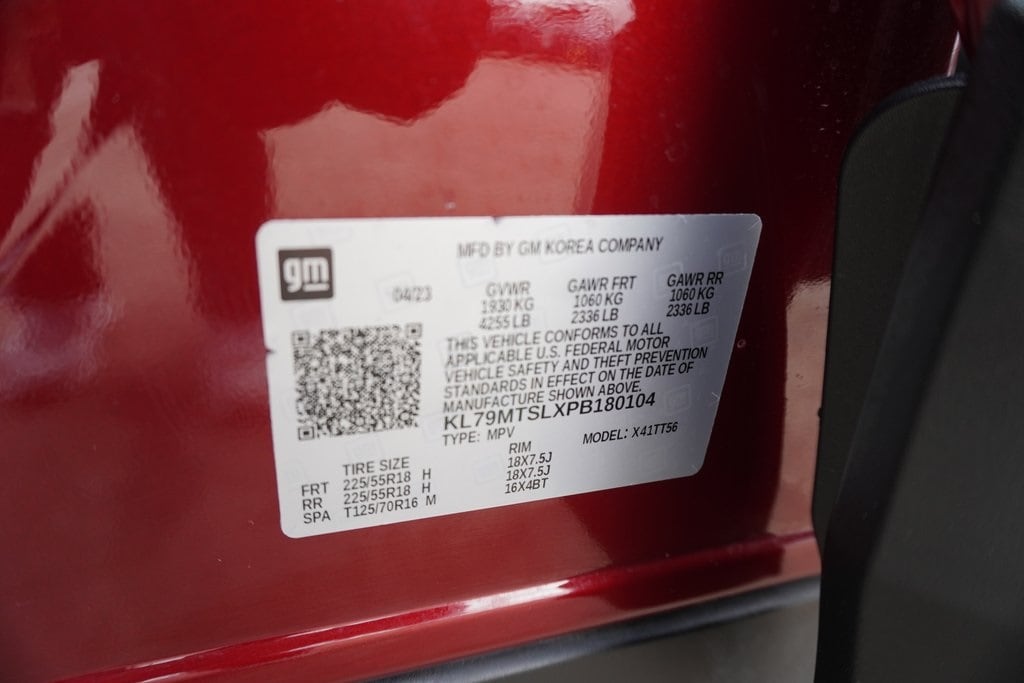 gm
MFD BY GM KOREA COMPANY
04/23
GVWR GAWR FRT GAWR RR
1930 KG 1060 KG 1060 KG
4255 LB 2336 LB 2336 LB
THIS VEHICLE CONFORMS TO ALL
APPLICABLE U.S. FEDERAL MOTOR
VEHICLE SAFETY AND THEFT PREVENTION
STANDARDS IN EFFECT ON THE DATE OF
MANUFACTURE SHOWN ABOVE.
KL79MTSLXPB180104
TYPE: MPV MODEL: X41TT56
TIRE SIZE RIM
FRT 225/55R18 H 18X7.5J
RR 225/55R18 H 18X7.5J
SPA T125/70R16 M 16X4BT